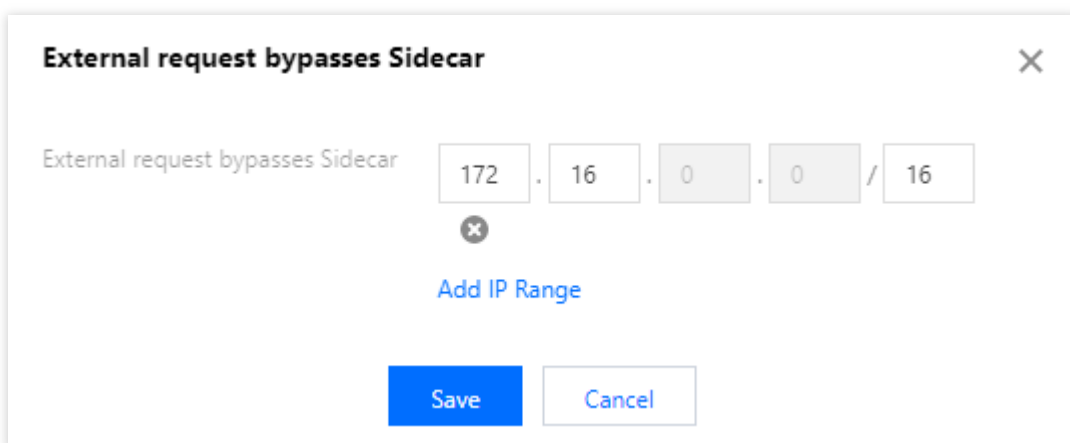 External request bypasses Sidecar
External request bypasses Sidecar 172 . 16 . 0 . 0 / 16
Add IP Range
Save Cancel